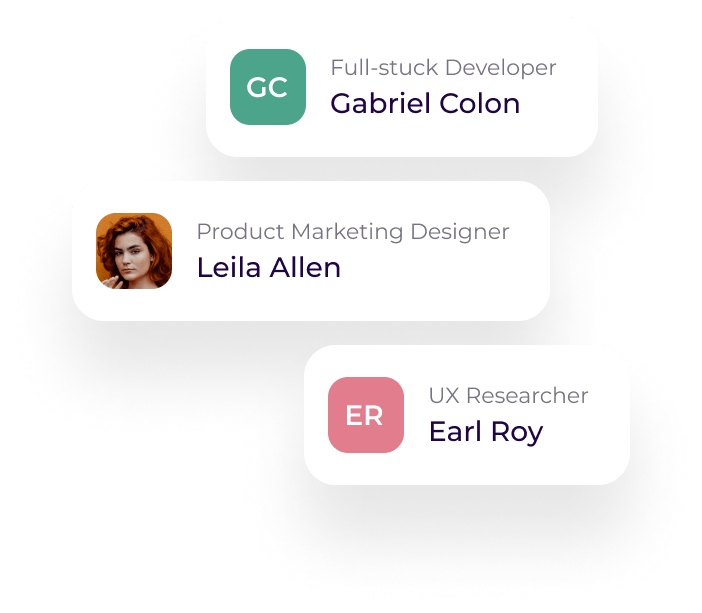 GC
Full-stuck Developer
Gabriel Colon
Product Marketing Designer
Leila Allen
ER
UX Researcher
Earl Roy